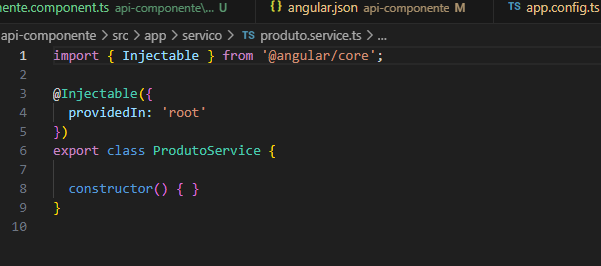 nente.component.ts api-componente\... U
{} angular.json api-componente M
TS app.config.ts
api-componente > src > app > servico > TS produto.service.ts > ...
1 import { Injectable } from '@angular/core';
2
3 @Injectable({
4 providedIn: 'root'
5 })
6 export class ProdutoService {
7
8 constructor() { }
9 }
10